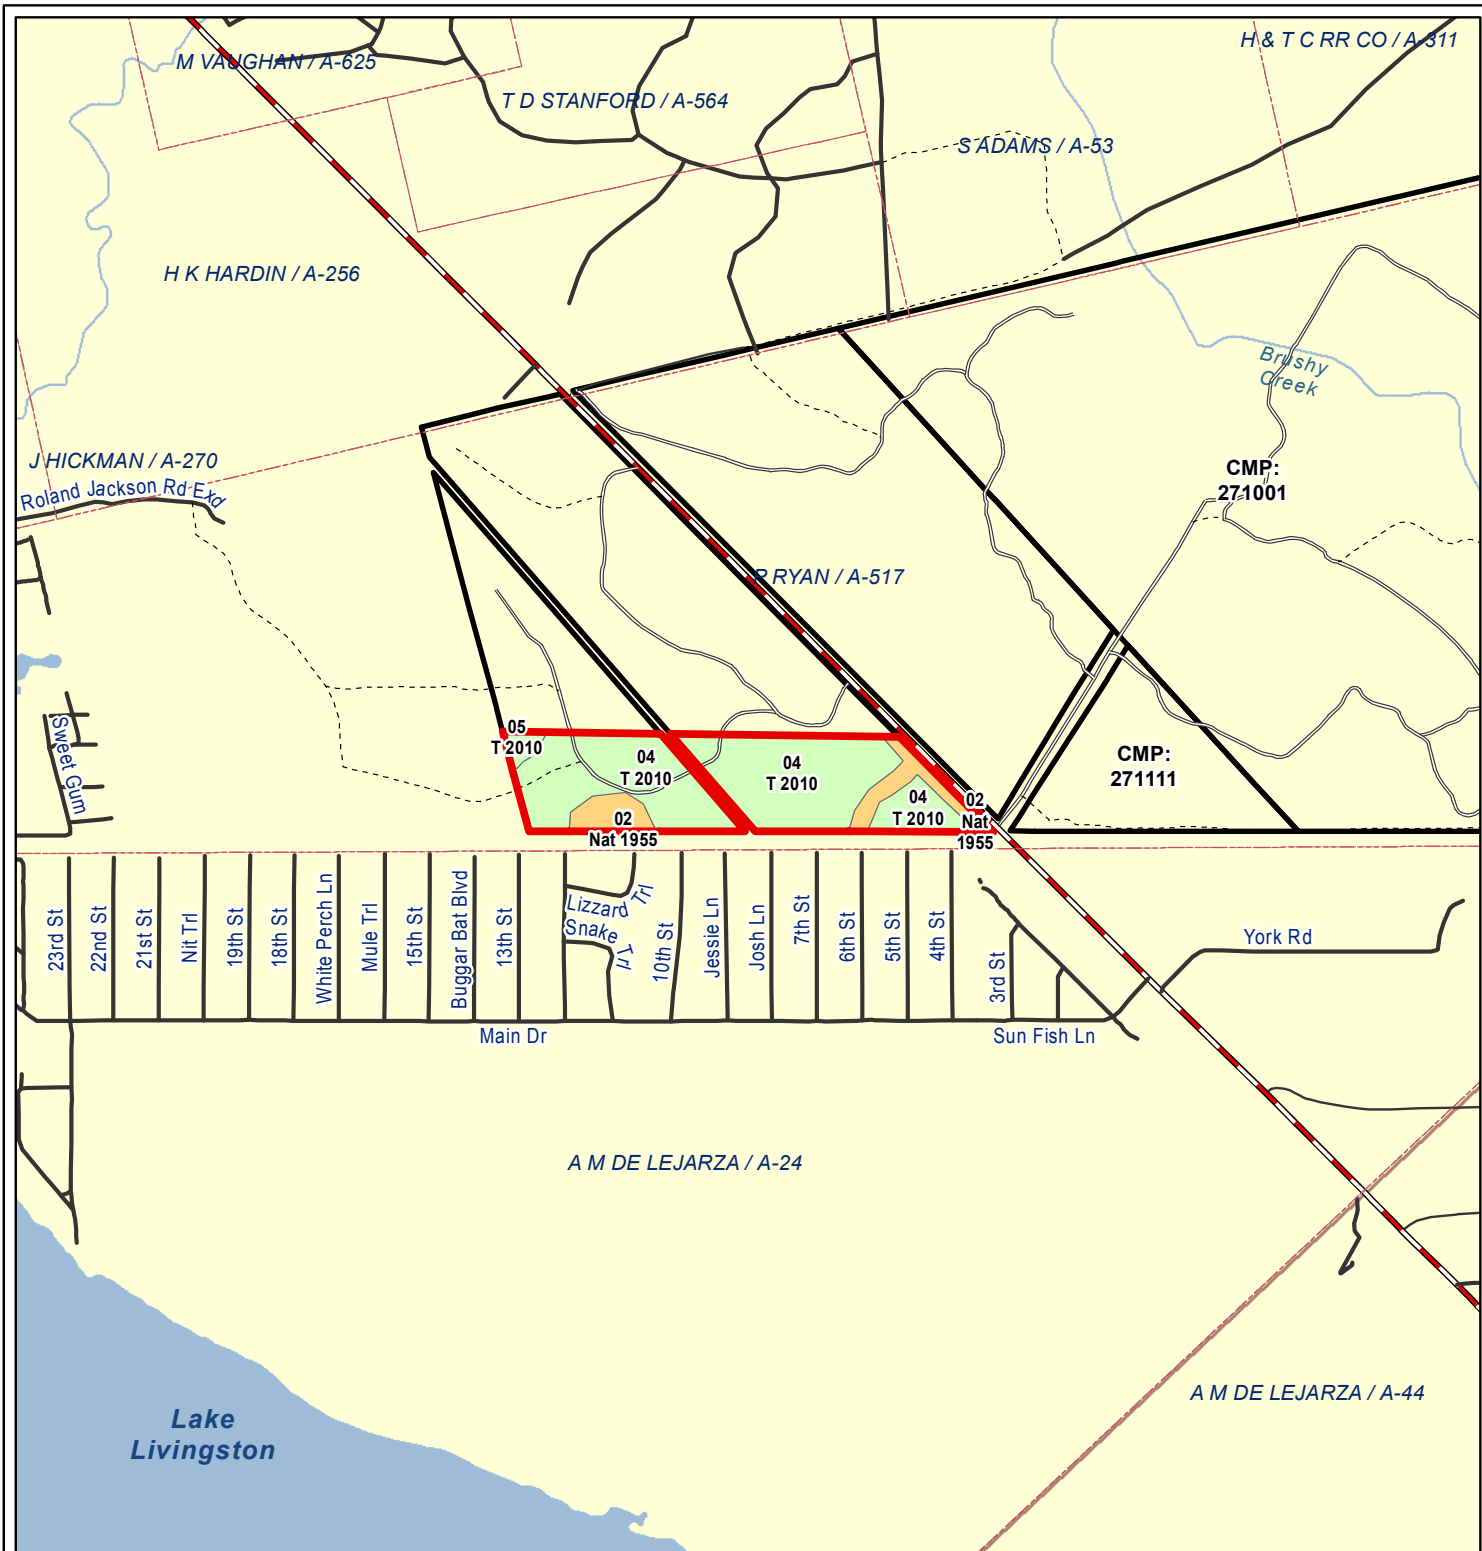 H & T C RR CO / A-311
M VAUGHAN / A-625
T D STANFORD / A-564
S ADAMS / A-53
H K HARDIN / A-256
Brushy
Creek
J HICKMAN / A-270
Roland Jackson Rd Exd
CMP:
271001
P RYAN / A-517
Sweet Gum
05
T 2010
04
T 2010
04
T 2010
04
T 2010
02
Nat 1955
02
Nat
1955
CMP:
271111
23rd St
22nd St
21st St
Nit Trl
19th St
18th St
White Perch Ln
Mule Trl
15th St
Buggar Bat Blvd
13th St
Lizzard Trl
Snake Trl
10th St
Jessie Ln
Josh Ln
7th St
6th St
5th St
4th St
3rd St
York Rd
Main Dr
Sun Fish Ln
A M DE LEJARZA / A-24
A M DE LEJARZA / A-44
Lake
Livingston